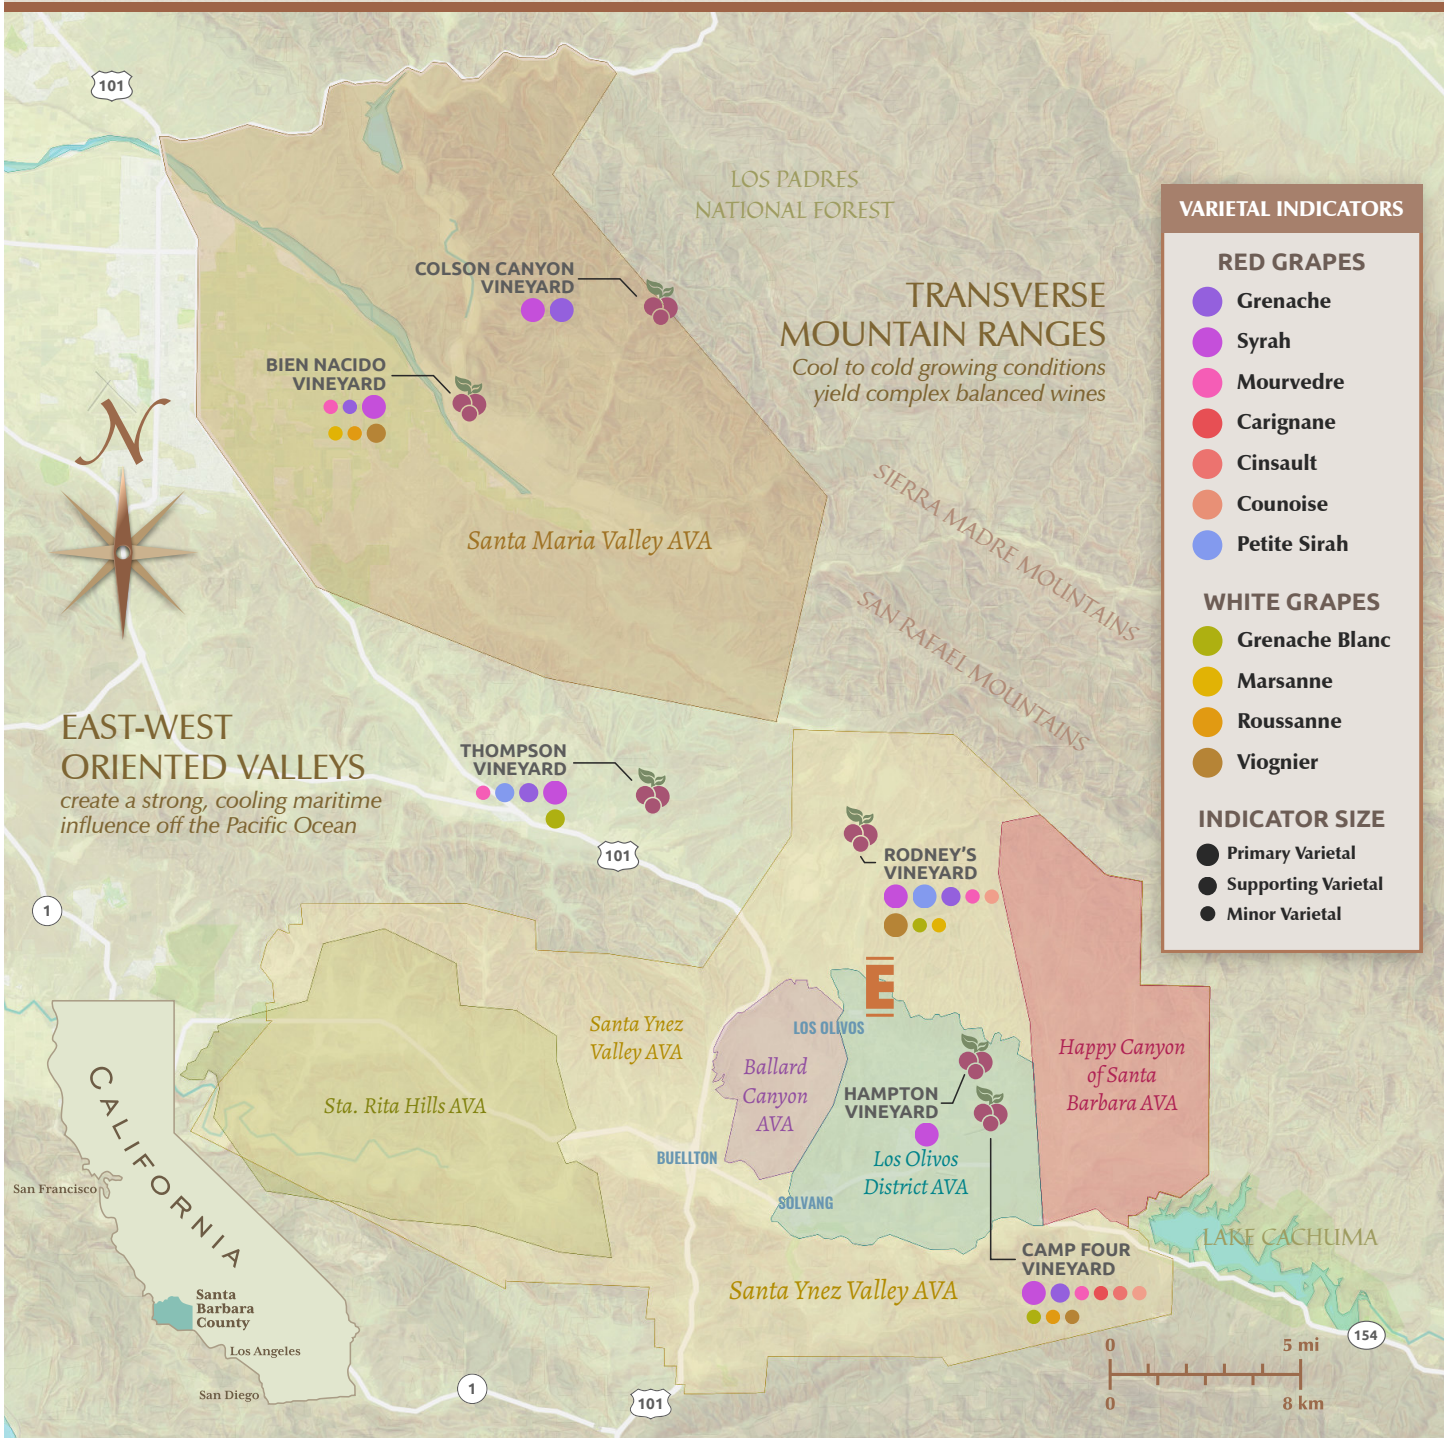 101
LOS PADRES
NATIONAL FOREST
COLSON CANYON
VINEYARD
BIEN NACIDO
VINEYARD
N
TRANSVERSE
MOUNTAIN RANGES
Cool to cold growing conditions
yield complex balanced wines
Santa Maria Valley AVA
SIERRA MADRE MOUNTAINS
SAN RAFAEL MOUNTAINS
VARIETAL INDICATORS
RED GRAPES
Grenache
Syrah
Mourvedre
Carignane
Cinsault
Counoise
Petite Sirah
WHITE GRAPES
Grenache Blanc
Marsanne
Roussanne
Viognier
INDICATOR SIZE
Primary Varietal
Supporting Varietal
Minor Varietal
EAST-WEST
ORIENTED VALLEYS
create a strong, cooling maritime
influence off the Pacific Ocean
THOMPSON
VINEYARD
101
1
RODNEY'S
VINEYARD
E
LOS OLIVOS
Santa Ynez
Valley AVA
Ballard
Canyon
AVA
Sta. Rita Hills AVA
HAMPTON
VINEYARD
Los Olivos
District AVA
Happy Canyon
of Santa
Barbara AVA
BUELLTON
SOLVANG
LAKE CACHUMA
CAMP FOUR
VINEYARD
Santa Ynez Valley AVA
CALIFORNIA
San Francisco
Santa
Barbara
County
Los Angeles
San Diego
1
101
154
0 5 mi
0 8 km